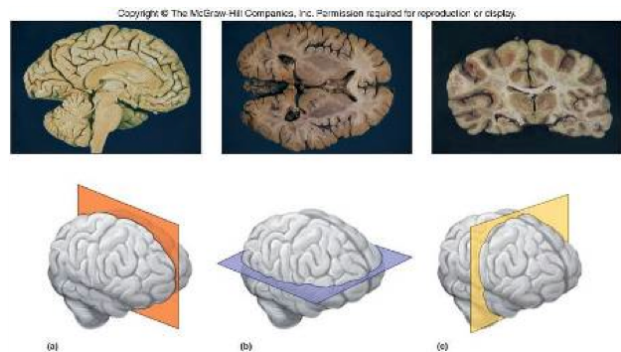 Copyright © The McGraw-Hill Companies, Inc. Permission required for reproduction or display.
(a)
(b)
(c)